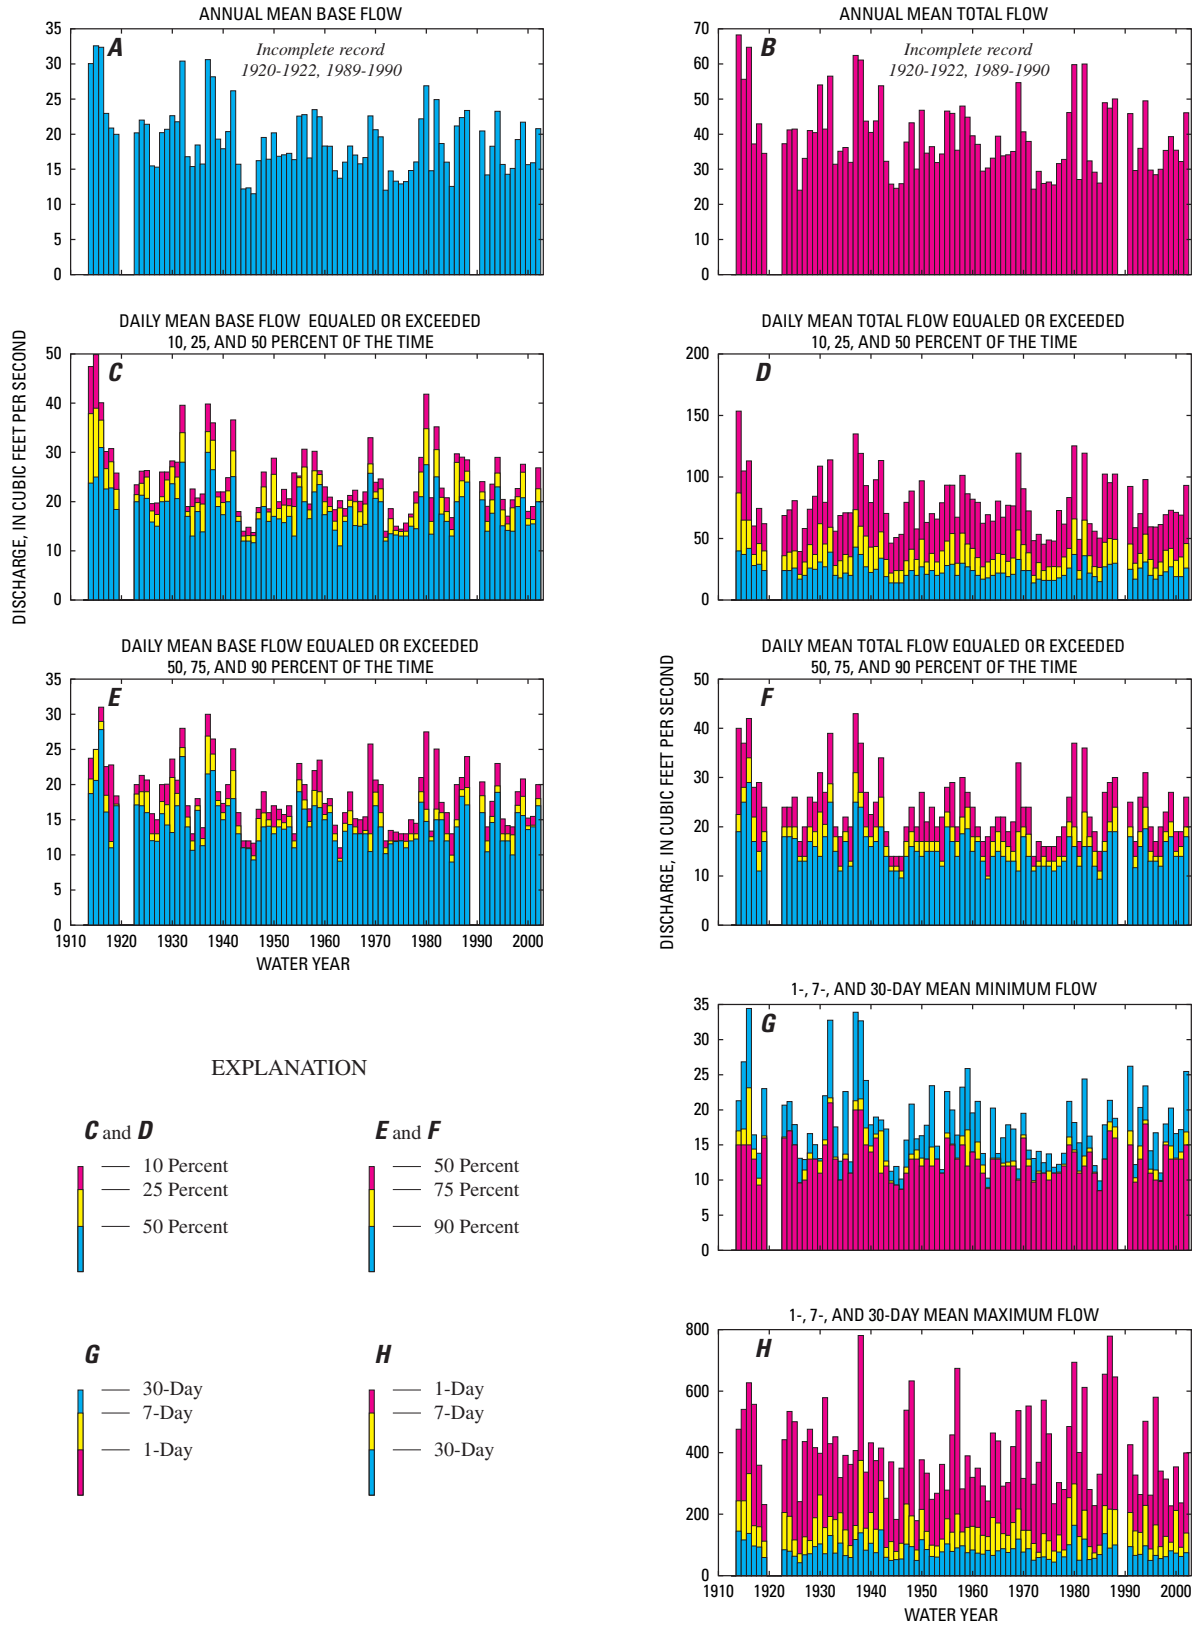 ANNUAL MEAN BASE FLOW
35
30
25
20
15
10
5
0
A
Incomplete record
1920-1922, 1989-1990
ANNUAL MEAN TOTAL FLOW
70
60
50
40
30
20
10
0
B
Incomplete record
1920-1922, 1989-1990
DISCHARGE, IN CUBIC FEET PER SECOND
DAILY MEAN BASE FLOW EQUALED OR EXCEEDED
10, 25, AND 50 PERCENT OF THE TIME
50
40
30
20
10
0
C
DAILY MEAN TOTAL FLOW EQUALED OR EXCEEDED
10, 25, AND 50 PERCENT OF THE TIME
200
150
100
50
0
D
DAILY MEAN BASE FLOW EQUALED OR EXCEEDED
50, 75, AND 90 PERCENT OF THE TIME
35
30
25
20
15
10
5
0
E
1910 1920 1930 1940 1950 1960 1970 1980 1990 2000
WATER YEAR
DISCHARGE, IN CUBIC FEET PER SECOND
DAILY MEAN TOTAL FLOW EQUALED OR EXCEEDED
50, 75, AND 90 PERCENT OF THE TIME
50
40
30
20
10
0
F
1-, 7-, AND 30-DAY MEAN MINIMUM FLOW
35
30
25
20
15
10
5
0
G
EXPLANATION
C and D
10 Percent
25 Percent
50 Percent
E and F
50 Percent
75 Percent
90 Percent
G
30-Day
7-Day
1-Day
H
1-Day
7-Day
30-Day
1-, 7-, AND 30-DAY MEAN MAXIMUM FLOW
800
600
400
200
0
H
1910 1920 1930 1940 1950 1960 1970 1980 1990 2000
WATER YEAR